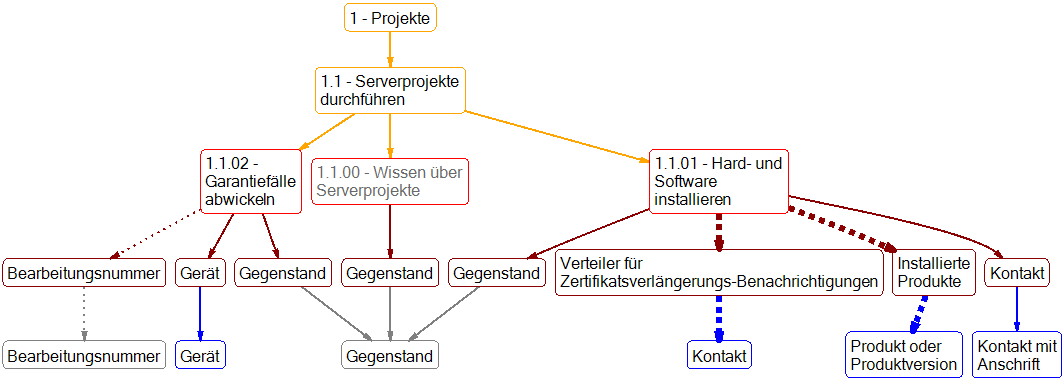 1 - Projekte
1.1 - Serverprojekte
durchführen
1.1.02 -
Garantiefälle
abwickeln
1.1.00 - Wissen über
Serverprojekte
1.1.01 - Hard- und
Software
installieren
Bearbeitungsnummer
Gerät
Gegenstand
Gegenstand
Gegenstand
Verteiler für
Zertifikatsverlängerungs-Benachrichtigungen
Installierte
Produkte
Kontakt
Bearbeitungsnummer
Gerät
Gegenstand
Kontakt
Produkt oder
Produktversion
Kontakt mit
Anschrift